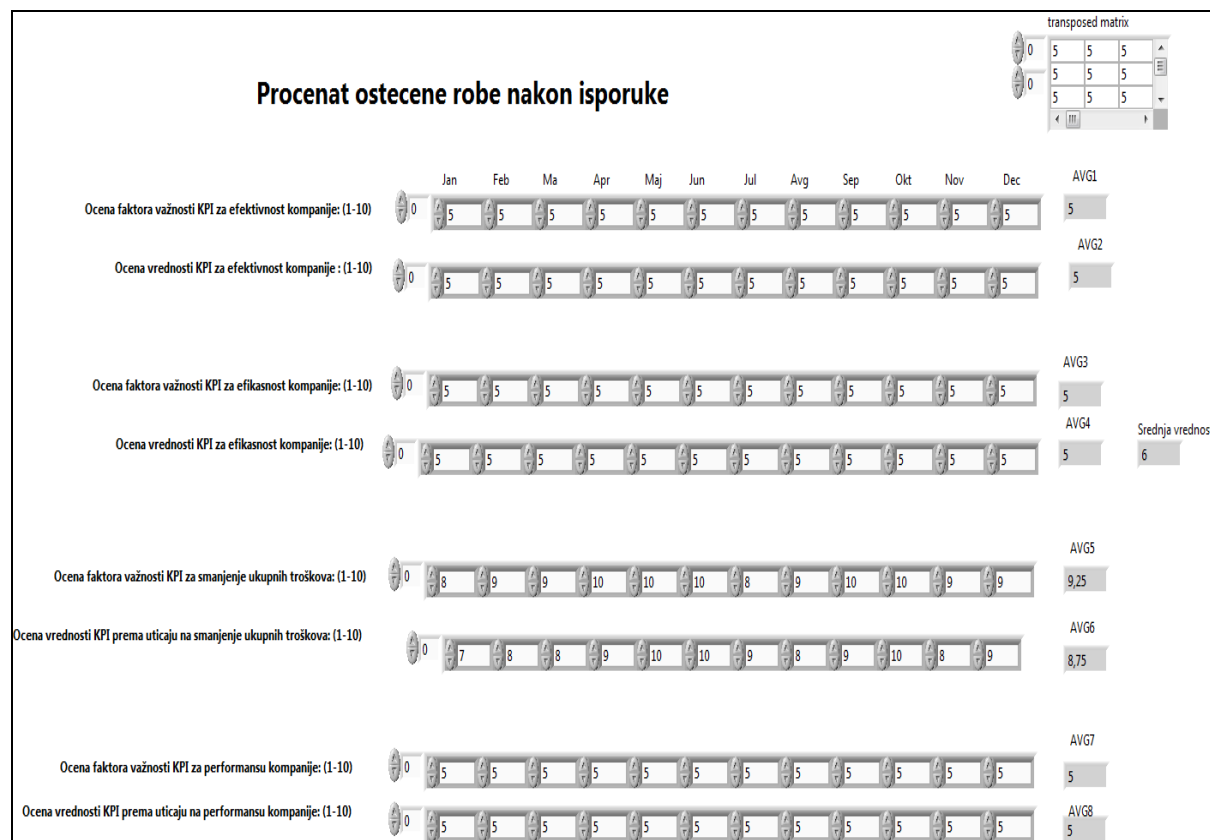 transposed matrix
0 5 5 5
0 5 5 5
5 5 5
Procenat ostecene robe nakon isporuke
Jan Feb Ma Apr Maj Jun Jul Avg Sep Okt Nov Dec AVG1
Ocena faktora važnosti KPI za efektivnost kompanije: (1-10) 0 5 5 5 5 5 5 5 5 5 5 5 5 5
AVG2
Ocena vrednosti KPI za efektivnost kompanije : (1-10) 0 5 5 5 5 5 5 5 5 5 5 5 5 5
AVG3
Ocena faktora važnosti KPI za efikasnost kompanije: (1-10) 0 5 5 5 5 5 5 5 5 5 5 5 5 5
AVG4 Srednja vrednos
Ocena vrednosti KPI za efikasnost kompanije: (1-10) 0 5 5 5 5 5 5 5 5 5 5 5 5 5 6
AVG5
Ocena faktora važnosti KPI za smanjenje ukupnih troškova: (1-10) 0 8 9 9 10 10 10 8 9 10 10 9 9 9,25
AVG6
Ocena vrednosti KPI prema uticaju na smanjenje ukupnih troškova: (1-10) 0 7 8 8 9 10 10 9 8 9 10 8 9 8,75
AVG7
Ocena faktora važnosti KPI za performansu kompanije: (1-10) 0 5 5 5 5 5 5 5 5 5 5 5 5 5
AVG8
Ocena vrednosti KPI prema uticaju na performansu kompanije: (1-10) 0 5 5 5 5 5 5 5 5 5 5 5 5 5